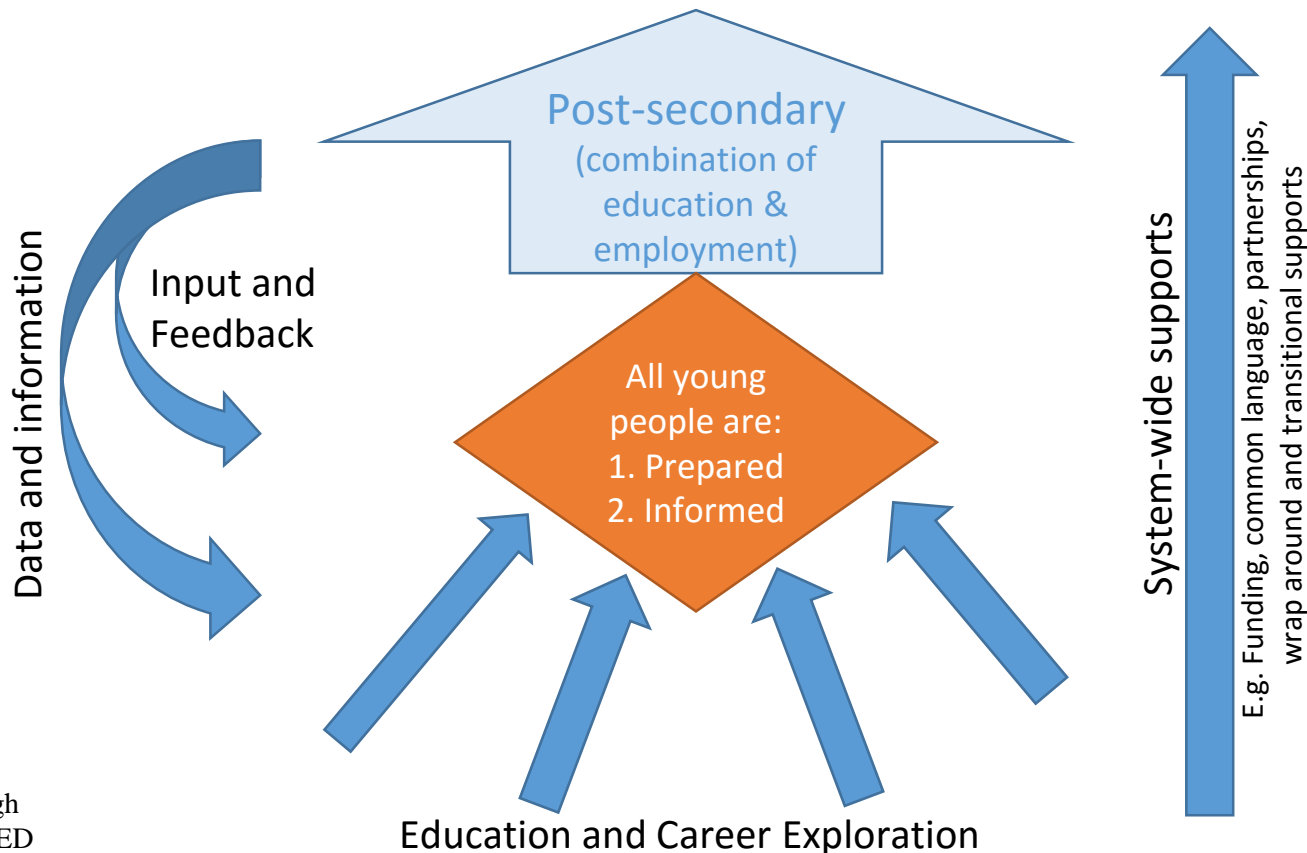 Post-secondary
(combination of
education &
employment)
Data and information
Input and
Feedback
All young
people are:
1. Prepared
2. Informed
System-wide supports
E.g. Funding, common language, partnerships,
wrap around and transitional supports
Education and Career Exploration